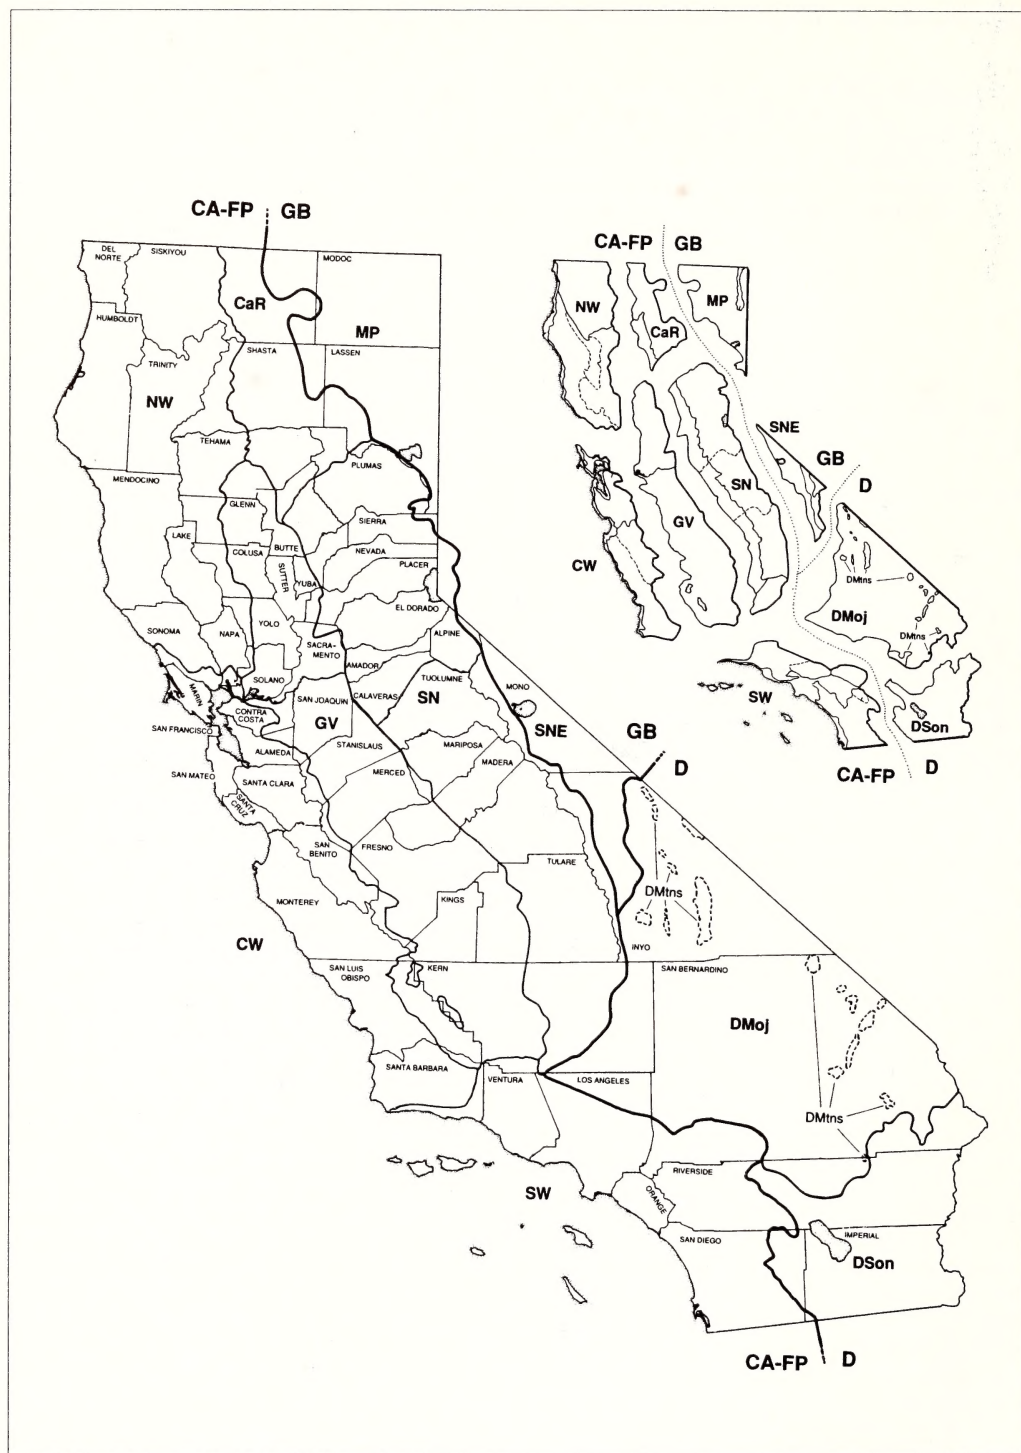 CA-FP GB
DEL
NORTE
SISKIYOU
MODOC
CaR
MP
HUMBOLDT
SHASTA
LASSEN
TRINITY
NW
TEHAMA
PLUMAS
MENDOCINO
GLENN
SIERRA
LAKE
BUTTE
NEVADA
COLUSA
PLACER
SUTTER
YUBA
EL DORADO
YOLO
SONOMA
NAPA
SACRA-
MENTO
ALPINE
AMADOR
SOLANO
TUOLUMNE
MARIN
SAN JOAQUIN
CALAVERAS
SN
MONO
CONTRA
COSTA
GV
SAN FRANCISCO
SNE
STANISLAUS
MARIPOSA
ALAMEDA
MADERA
SAN MATEO
MERCED
SANTA CLARA
SANTA
CRUZ
GB
D
SAN
BENITO
FRESNO
TULARE
DMtns
MONTEREY
KINGS
CW
INYO
SAN LUIS
OBISPO
KERN
SAN BERNARDINO
DMoj
SANTA BARBARA
VENTURA
LOS ANGELES
DMtns
RIVERSIDE
SW
ORANGE
SAN DIEGO
IMPERIAL
DSon
CA-FP D
CA-FP GB
NW
MP
CaR
SNE
GB
D
SN
GV
CW
DMtns
DMoj
DMtns
SW
DSon
CA-FP D